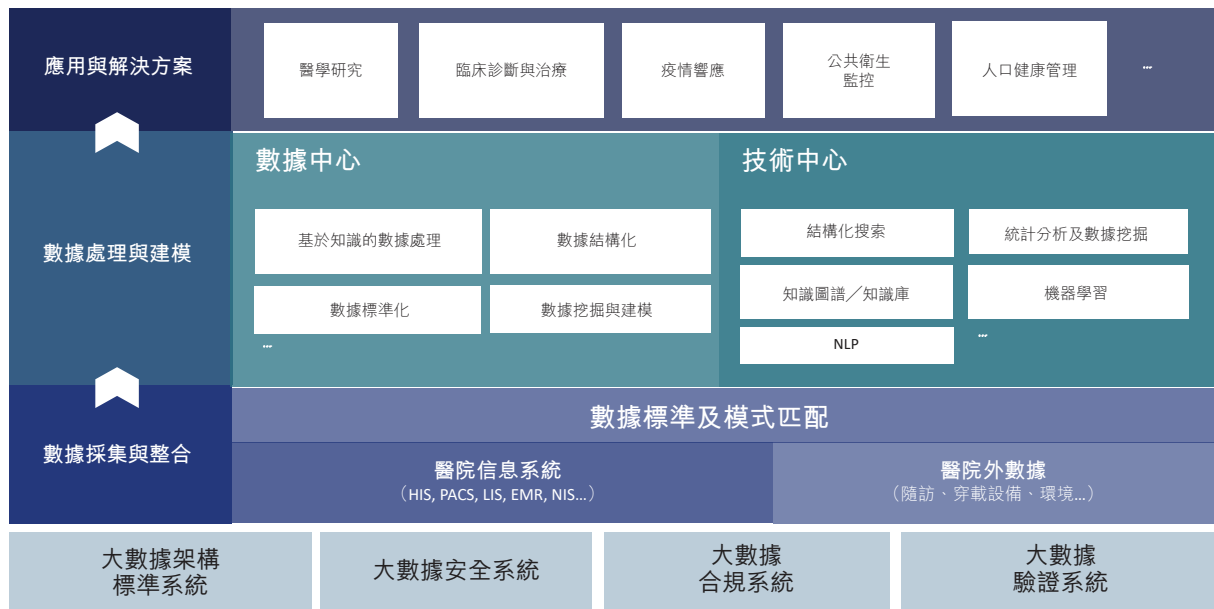 應用與解決方案
醫學研究
臨床診斷與治療
疫情響應
公共衛生
監控
人口健康管理
…
數據處理與建模
數據中心
基於知識的數據處理
數據結構化
數據標準化
數據挖掘與建模
…
技術中心
結構化搜索
統計分析及數據挖掘
知識圖譜／知識庫
機器學習
NLP
…
數據採集與整合
數據標準及模式匹配
醫院信息系統
（HIS, PACS, LIS, EMR, NIS…）
醫院外數據
（隨訪、穿載設備、環境…）
大數據架構
標準系統
大數據安全系統
大數據
合規系統
大數據
驗證系統